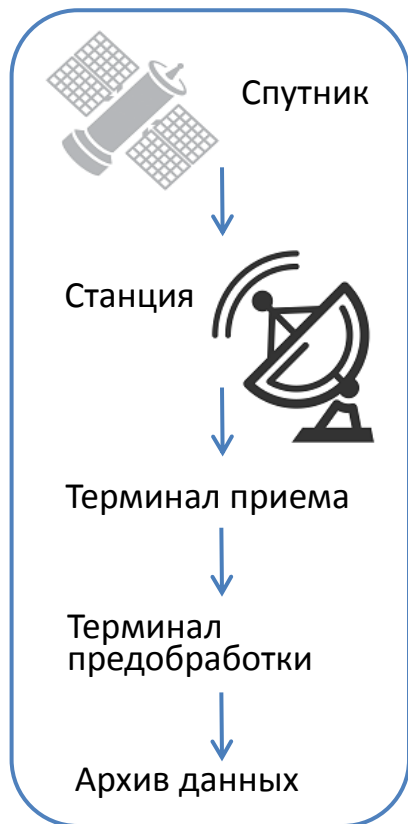 Спутник
Станция
Терминал приема
Терминал
предобработки
Архив данных